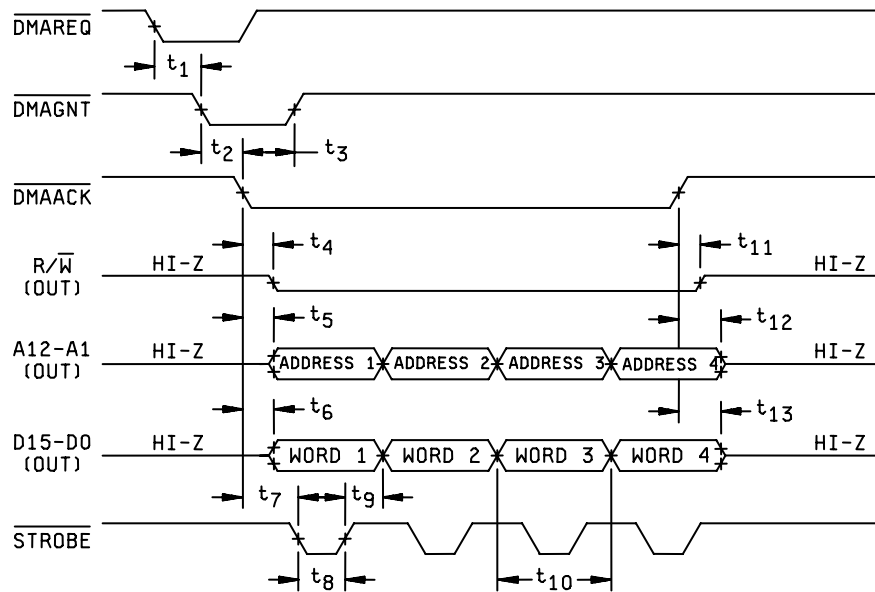 DMAREQ
t1
DMAGNT
t2 t3
DMAACK
R/W
(OUT)
HI-Z t4 t11 HI-Z
t5 t12
A12-A1
(OUT)
HI-Z ADDRESS 1 ADDRESS 2 ADDRESS 3 ADDRESS 4 HI-Z
t6 t13
D15-D0
(OUT)
HI-Z WORD 1 WORD 2 WORD 3 WORD 4 HI-Z
t7 t9
STROBE
t8 t10